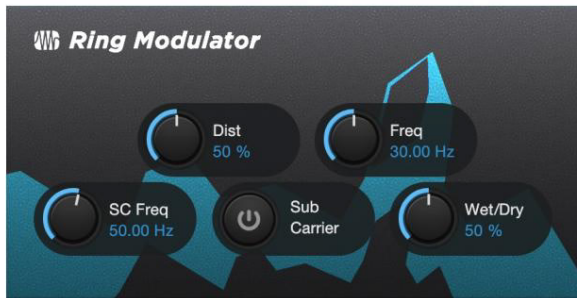 Ring Modulator
Dist
50 %
Freq
30.00 Hz
SC Freq
50.00 Hz
Sub
Carrier
Wet/Dry
50 %